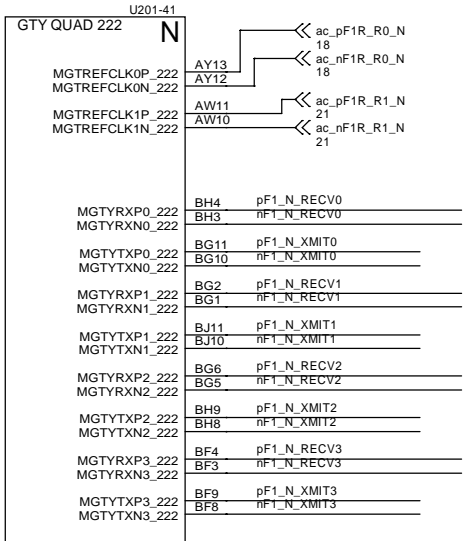 U201-41
GTY QUAD 222 N
ac_pF1R_R0_N
18
MGTREFCLK0P_222 AY13
ac_nF1R_R0_N
MGTREFCLK0N_222 AY12
18
ac_pF1R_R1_N
MGTREFCLK1P_222 AW11
21
MGTREFCLK1N_222 AW10 ac_nF1R_R1_N
21
MGTYRXP0_222 BH4 pF1_N_RECV0
MGTYRXN0_222 BH3 nF1_N_RECV0
MGTYTXP0_222 BG11 pF1_N_XMIT0
MGTYTXN0_222 BG10 nF1_N_XMIT0
MGTYRXP1_222 BG2 pF1_N_RECV1
MGTYRXN1_222 BG1 nF1_N_RECV1
MGTYTXP1_222 BJ11 pF1_N_XMIT1
MGTYTXN1_222 BJ10 nF1_N_XMIT1
MGTYRXP2_222 BG6 pF1_N_RECV2
MGTYRXN2_222 BG5 nF1_N_RECV2
MGTYTXP2_222 BH9 pF1_N_XMIT2
MGTYTXN2_222 BH8 nF1_N_XMIT2
MGTYRXP3_222 BF4 pF1_N_RECV3
MGTYRXN3_222 BF3 nF1_N_RECV3
MGTYTXP3_222 BF9 pF1_N_XMIT3
MGTYTXN3_222 BF8 nF1_N_XMIT3